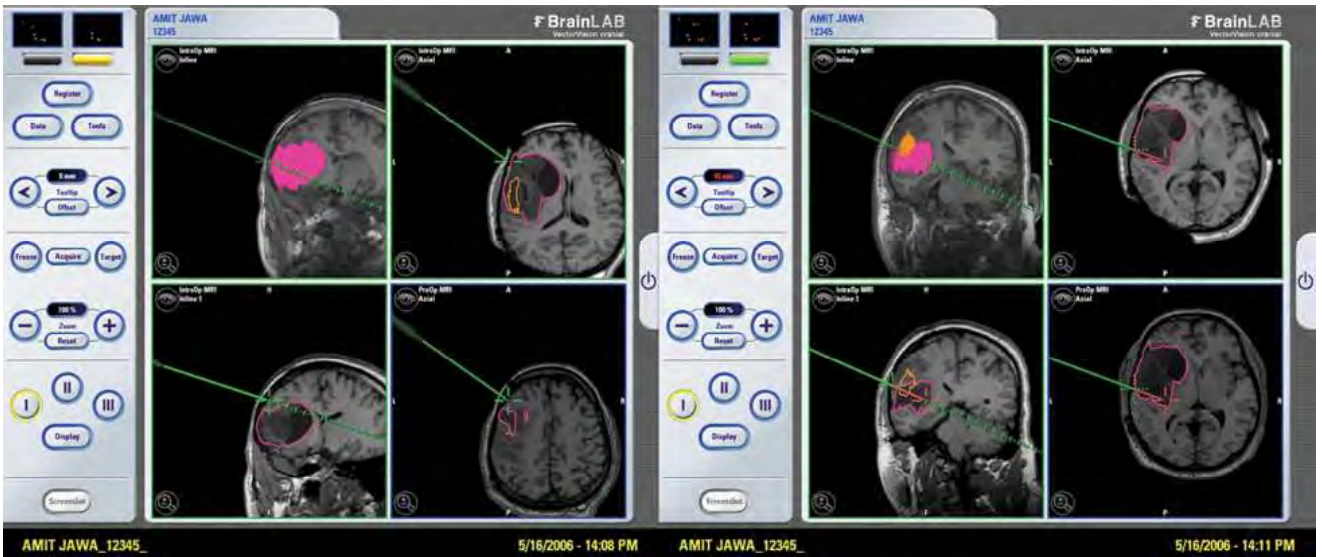 AMIT JAWA
12345
BrainLAB
VectorVision cranial
Register
Data
Tools
0 mm
Tooltip
Offset
Freeze
Acquire
Target
100 %
Zoom
Reset
I
II
III
Display
Screenshot
IntraOp MRI
Inline
IntraOp MRI
Axial
A
L
P
IntraOp MRI
Inline 1
H
PreOp MRI
Axial
A
L
R
P
AMIT JAWA_12345_
5/16/2006 - 14:08 PM
AMIT JAWA
12345
BrainLAB
VectorVision cranial
Register
Data
Tools
Tooltip
Offset
Freeze
Acquire
Target
100 %
Zoom
Reset
I
II
III
Display
Screenshot
IntraOp MRI
Inline
IntraOp MRI
Axial
A
L
R
P
IntraOp MRI
Inline 1
H
F
PreOp MRI
Axial
A
L
R
P
AMIT JAWA_12345_
5/16/2006 - 14:11 PM